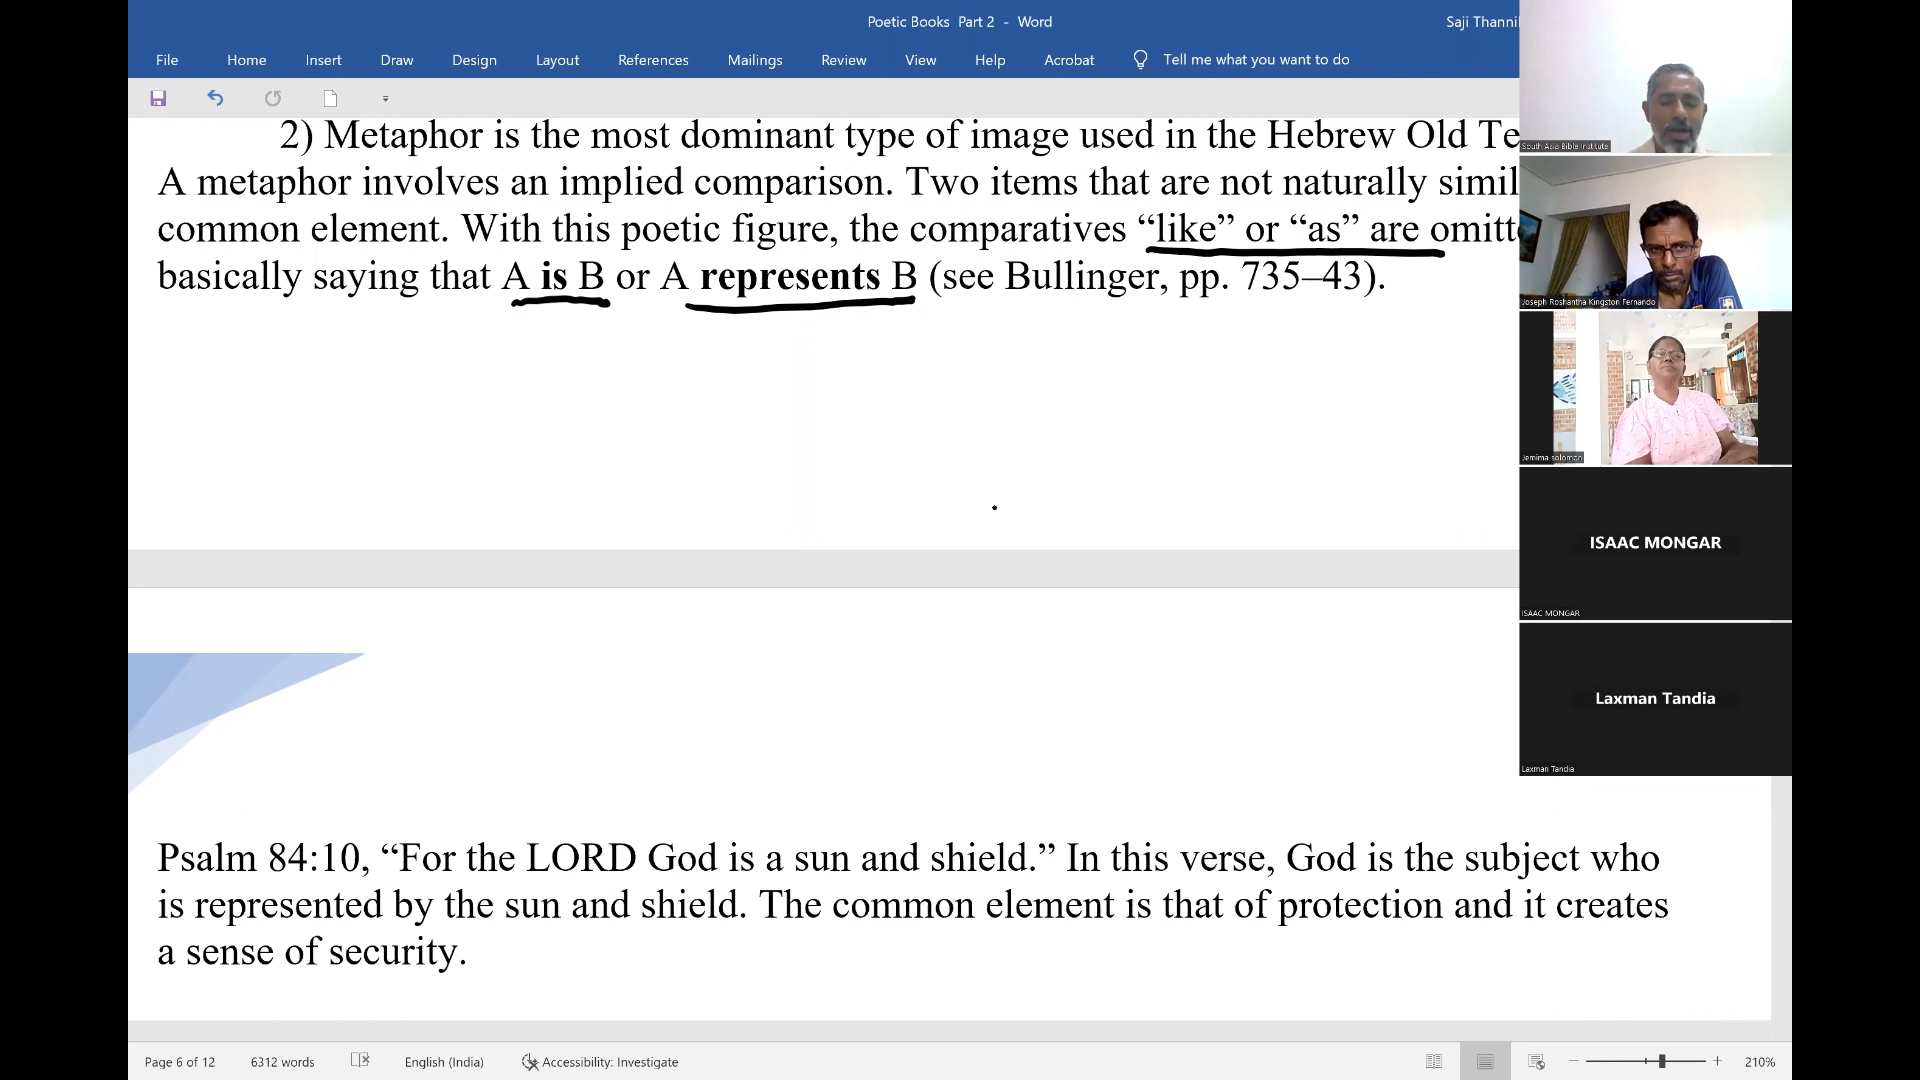 Poetic Books Part 2 - Word
Saji Thannil
File Home Insert Draw Design Layout References Mailings Review View Help Acrobat Tell me what you want to do
2) Metaphor is the most dominant type of image used in the Hebrew Old Te
A metaphor involves an implied comparison. Two items that are not naturally simil
common element. With this poetic figure, the comparatives “like” or “as” are omitt
basically saying that A is B or A represents B (see Bullinger, pp. 735–43).
Psalm 84:10, “For the LORD God is a sun and shield.” In this verse, God is the subject who
is represented by the sun and shield. The common element is that of protection and it creates
a sense of security.
South Asia Bible Institute
Joseph Roshantha Kingston Fernando
Jemima solomon
ISAAC MONGAR
ISAAC MONGAR
Laxman Tandia
Laxman Tandia
Page 6 of 12 6312 words English (India) Accessibility: Investigate 210%